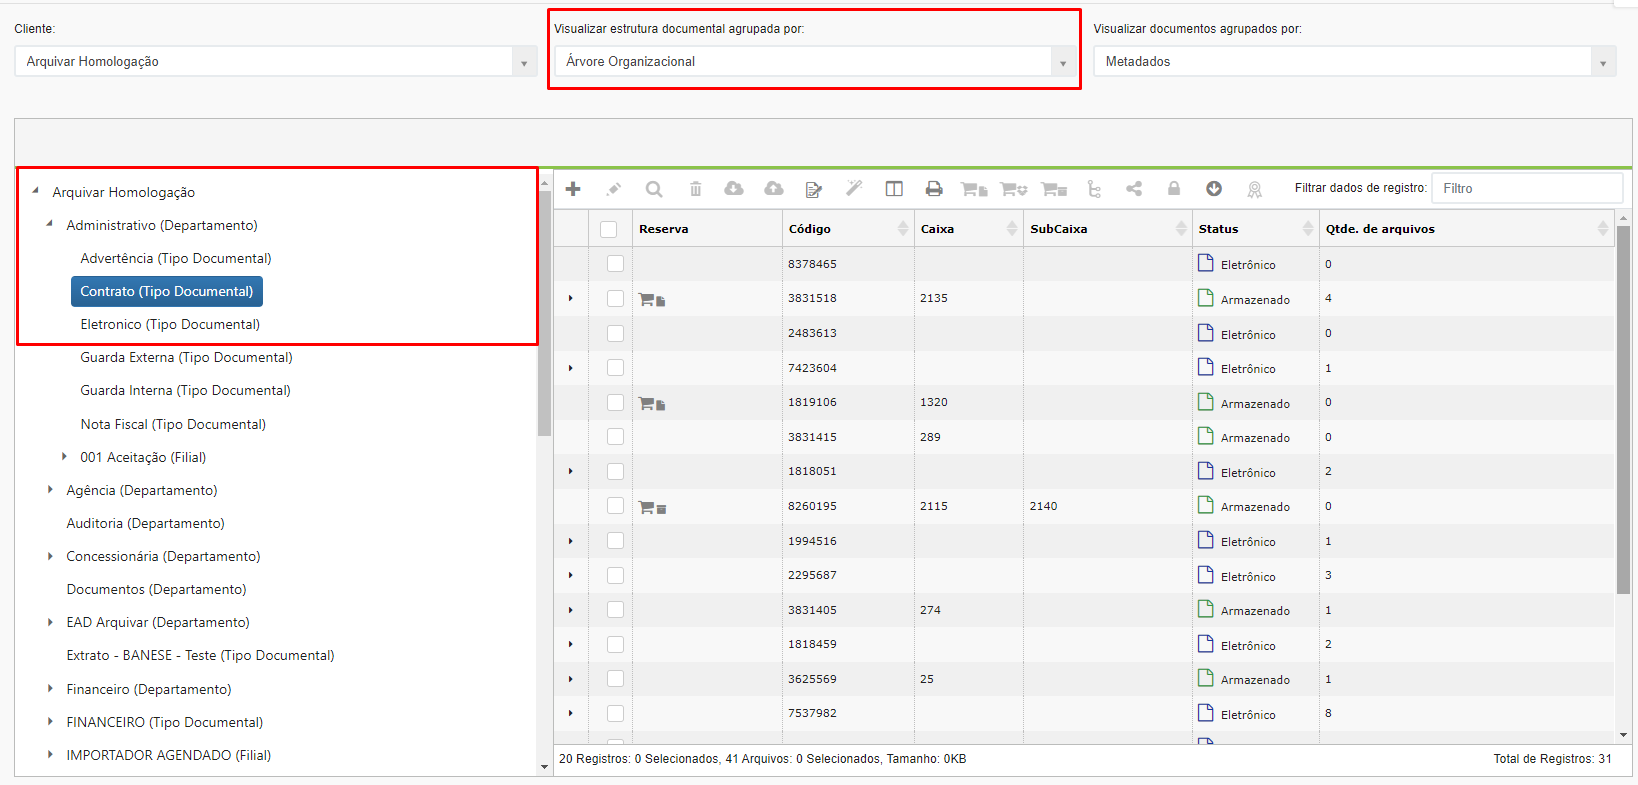 Cliente:
Visualizar estrutura documental agrupada por:
Visualizar documentos agrupados por:
Arquivar Homologação
Árvore Organizacional
Metadados
Arquivar Homologação
Administrativo (Departamento)
Advertência (Tipo Documental)
Contrato (Tipo Documental)
Eletronico (Tipo Documental)
Guarda Externa (Tipo Documental)
Guarda Interna (Tipo Documental)
Nota Fiscal (Tipo Documental)
001 Aceitação (Filial)
Agência (Departamento)
Auditoria (Departamento)
Concessionária (Departamento)
Documentos (Departamento)
EAD Arquivar (Departamento)
Extrato - BANESE - Teste (Tipo Documental)
Financeiro (Departamento)
FINANCEIRO (Tipo Documental)
IMPORTADOR AGENDADO (Filial)
Filtrar dados de registro: Filtro
Reserva Código Caixa SubCaixa Status Qtde. de arquivos
8378465 Eletrônico 0
3831518 2135 Armazenado 4
2483613 Eletrônico 0
7423604 Eletrônico 1
1819106 1320 Armazenado 0
3831415 289 Armazenado 0
1818051 Eletrônico 2
8260195 2115 2140 Armazenado 0
1994516 Eletrônico 1
2295687 Eletrônico 3
3831405 274 Armazenado 1
1818459 Eletrônico 2
3625569 25 Armazenado 1
7537982 Eletrônico 8
20 Registros: 0 Selecionados, 41 Arquivos: 0 Selecionados, Tamanho: 0KB
Total de Registros: 31